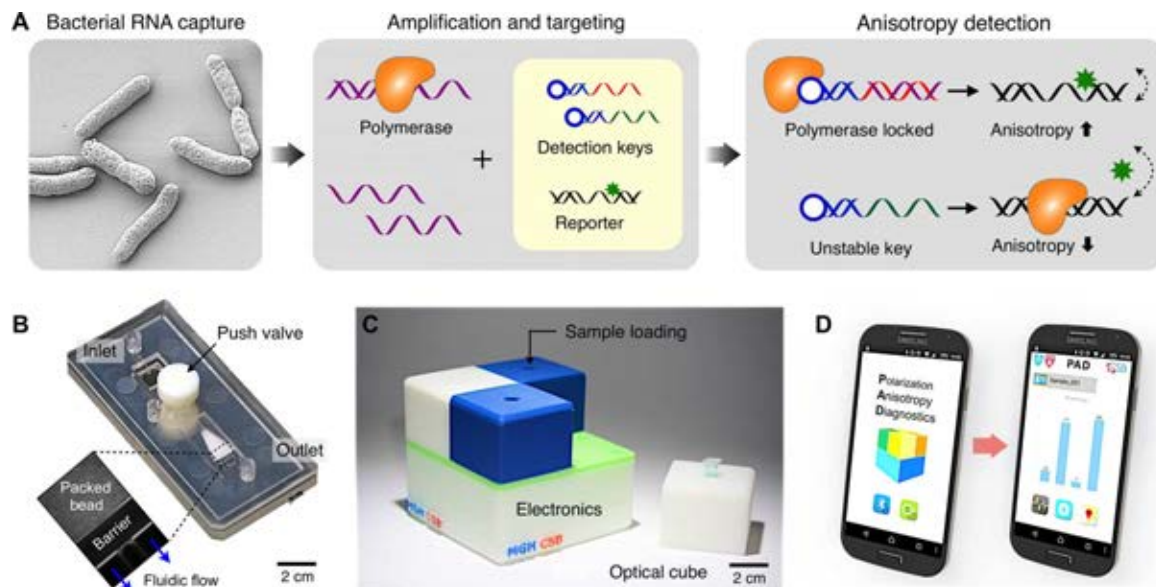 A
Bacterial RNA capture
Amplification and targeting
Anisotropy detection
Polymerase
+
Detection keys
Reporter
Polymerase locked
Anisotropy ⬆
Unstable key
Anisotropy ⬇
B
Inlet
Push valve
Outlet
Packed
bead
Barrier
Fluidic flow
2 cm
C
Sample loading
Electronics
MGH CSB
MGH CSB
Optical cube
2 cm
D
SAMSUNG
Polarization
Anisotropy
Diagnostics
SAMSUNG
PAD